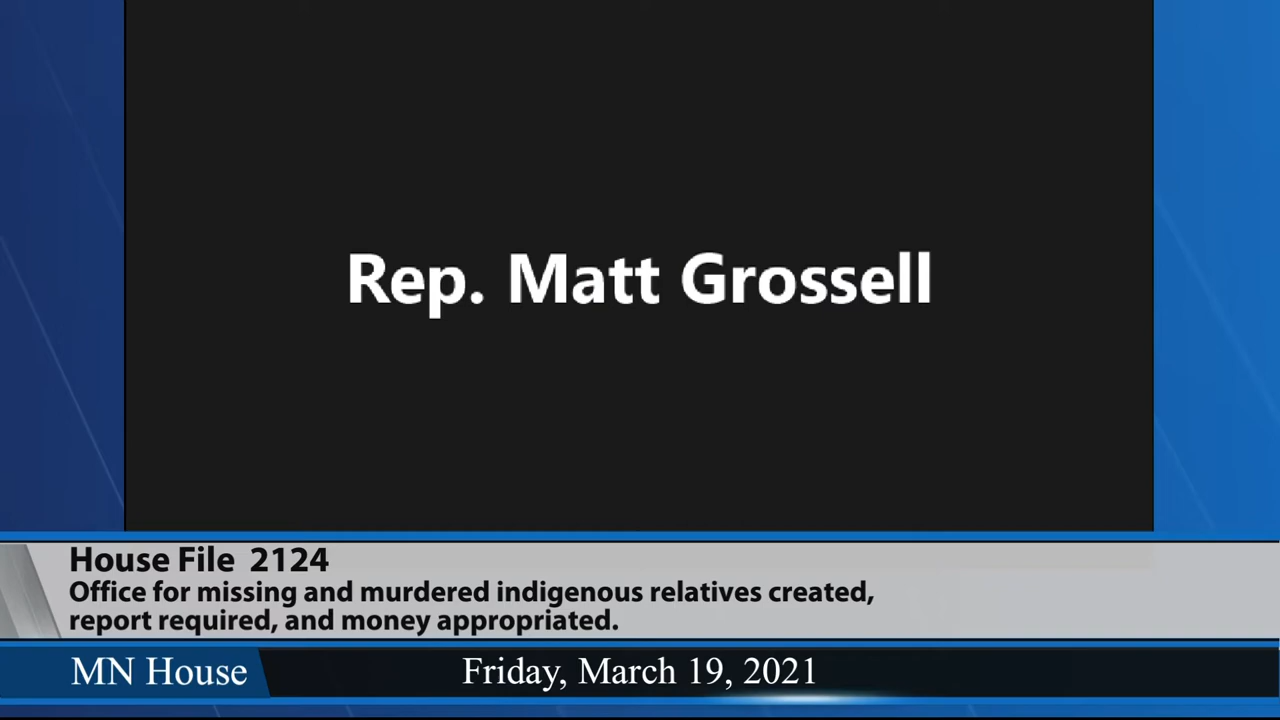 Rep. Matt Grossell
House File 2124
Office for missing and murdered indigenous relatives created,
report required, and money appropriated.
MN House
Friday, March 19, 2021